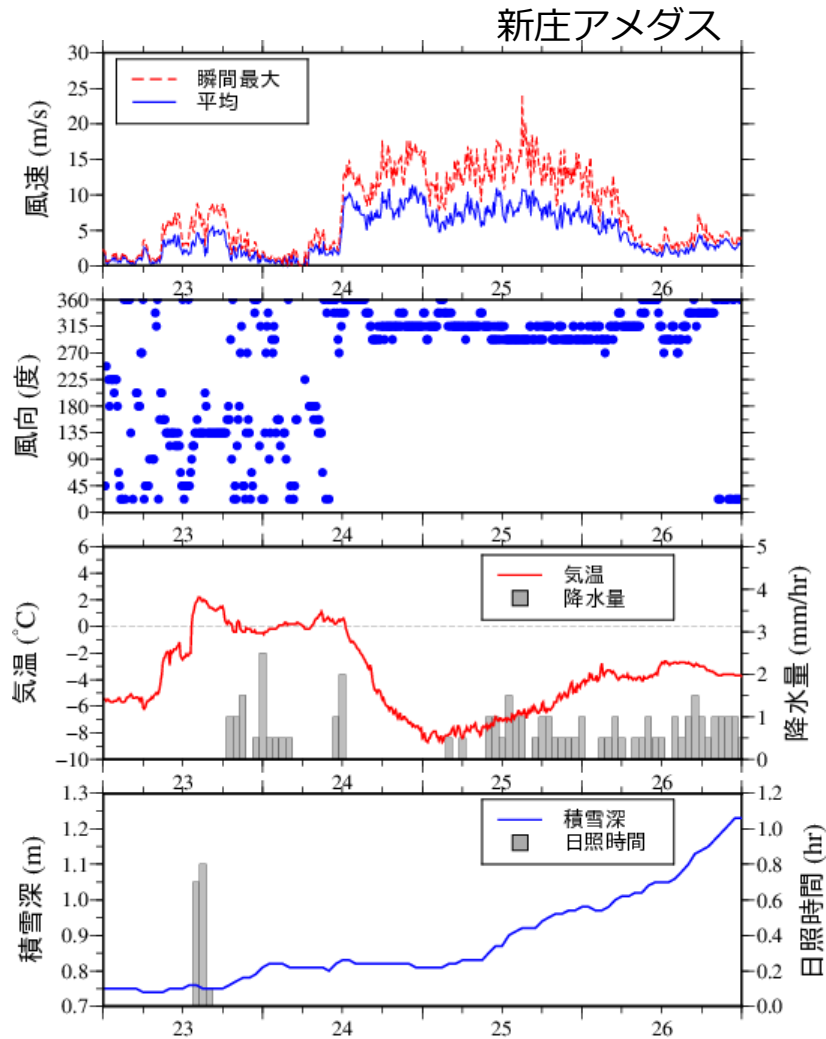 新庄アメダス
風速 (m/s)
30
25
20
15
10
5
0
瞬間最大
平均
23 24 25 26
風向 (度)
360
315
270
225
180
135
90
45
0
23 24 25 26
気温 (°C)
6
4
2
0
−2
−4
−6
−8
−10
気温
降水量
5
4
3
2
1
0
降水量 (mm/hr)
23 24 25 26
積雪深 (m)
1.3
1.2
1.1
1.0
0.9
0.8
0.7
積雪深
日照時間
1.2
1.0
0.8
0.6
0.4
0.2
0.0
日照時間 (hr)
23 24 25 26